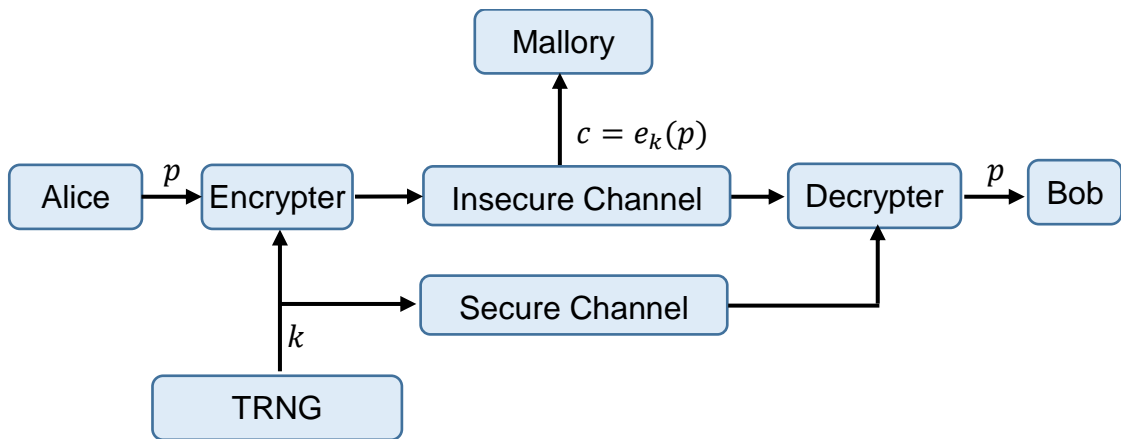 Mallory
c = e_k(p)
p
p
Alice
Encrypter
Insecure Channel
Decrypter
Bob
Secure Channel
k
TRNG